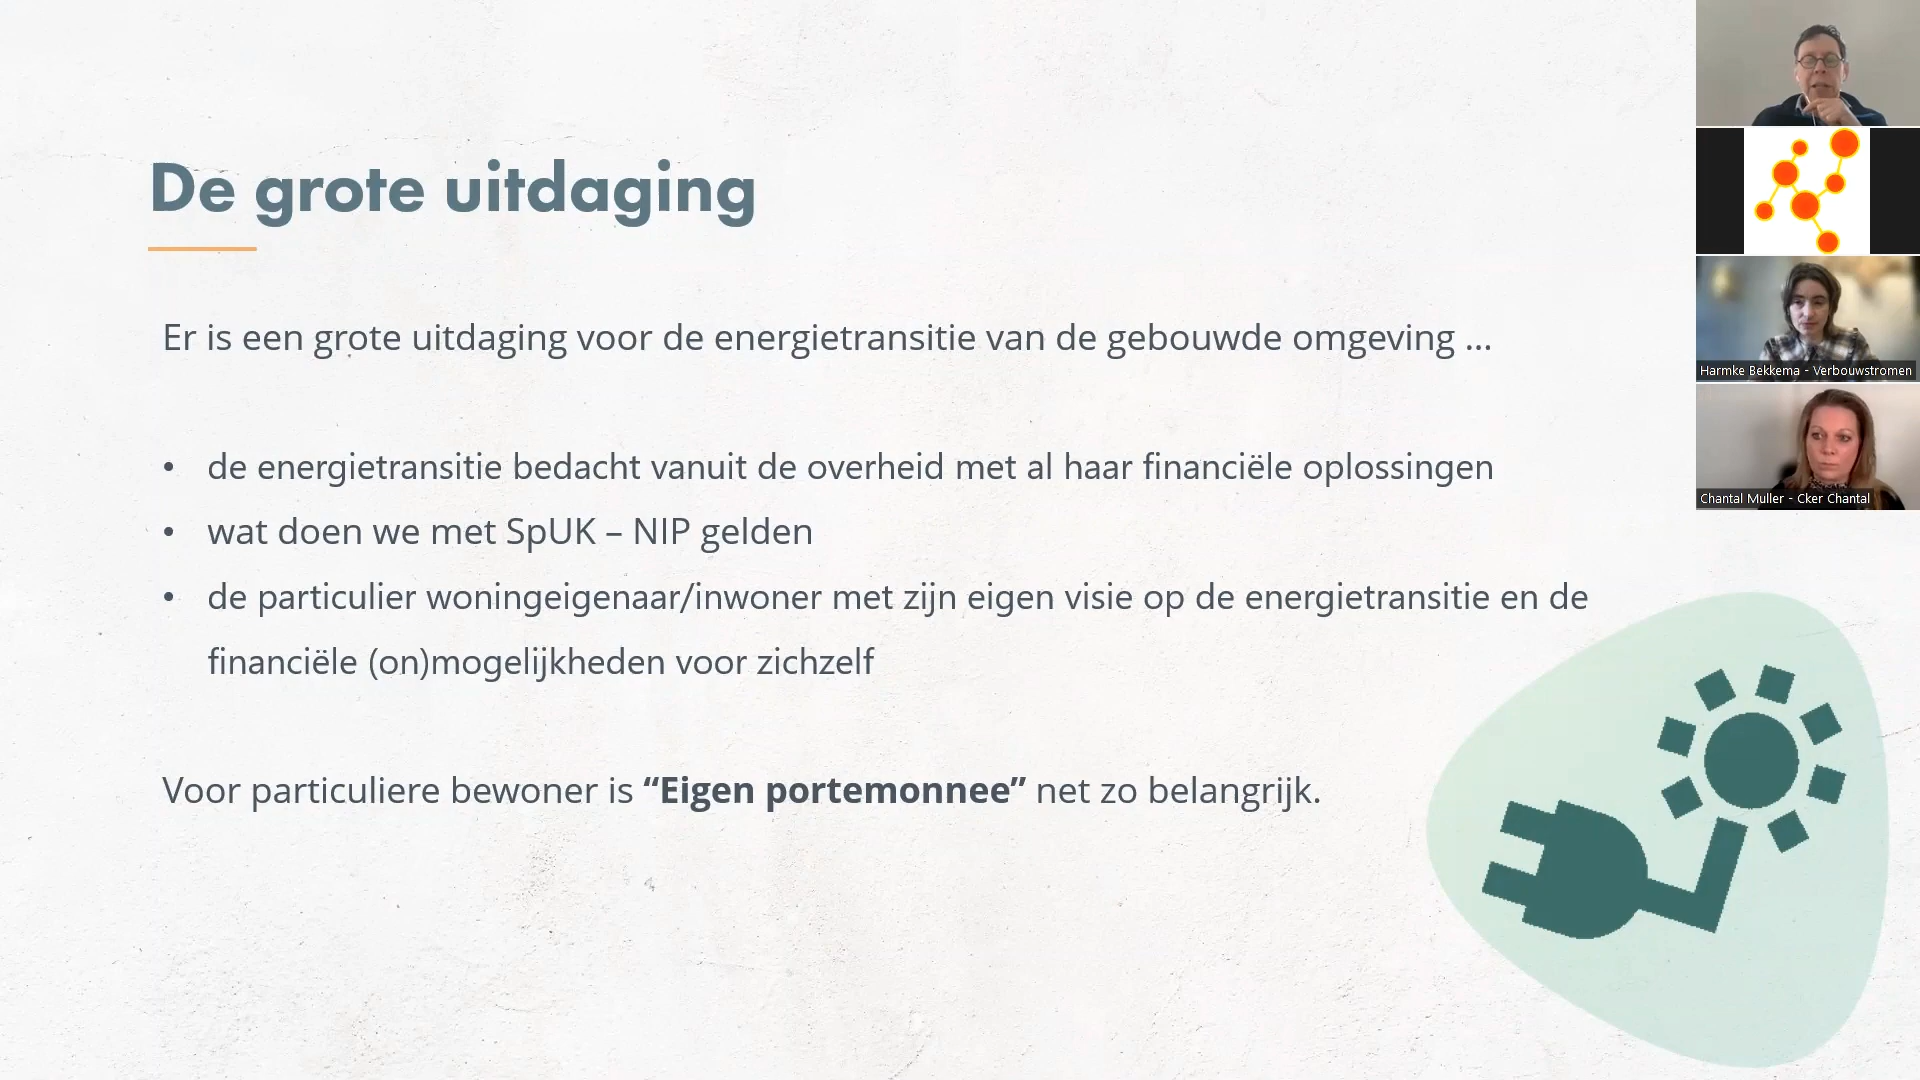 De grote uitdaging
Er is een grote uitdaging voor de energietransitie van de gebouwde omgeving ...
• de energietransitie bedacht vanuit de overheid met al haar financiële oplossingen
• wat doen we met SpUK – NIP gelden
• de particulier woningeigenaar/inwoner met zijn eigen visie op de energietransitie en de
financiële (on)mogelijkheden voor zichzelf
Voor particuliere bewoner is “Eigen portemonnee” net zo belangrijk.
Harmke Bekkema - Verbouwstromen
Chantal Muller - Cker Chantal